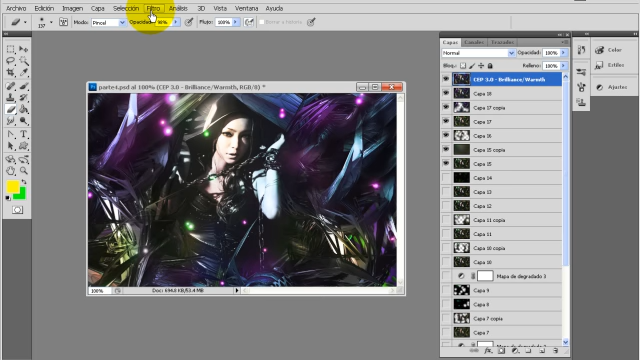 Archivo Edición Imagen Capa Selección Filtro Análisis 3D Vista Ventana Ayuda
137 Modo: Pincel Opacidad: 98% Flujo: 100% Borrar a historia
Capas Canales Trazados
Normal Opacidad: 100%
Bloq.: Relleno: 100%
CEP 3.0 - Brilliance/Warmth
Capa 18
Capa 17 copia
Capa 17
Capa 16
Capa 15 copia
Capa 15
Capa 14
Capa 13
Capa 12
Capa 11 copia
Capa 11
Capa 10 copia
Capa 10
Mapa de degradado 3
Capa 9
Capa 8
Capa 7 copia
Capa 7
Color
Estilos
Ajustes
parte4.psd al 100% (CEP 3.0 - Brilliance/Warmth, RGB/8) *
100%